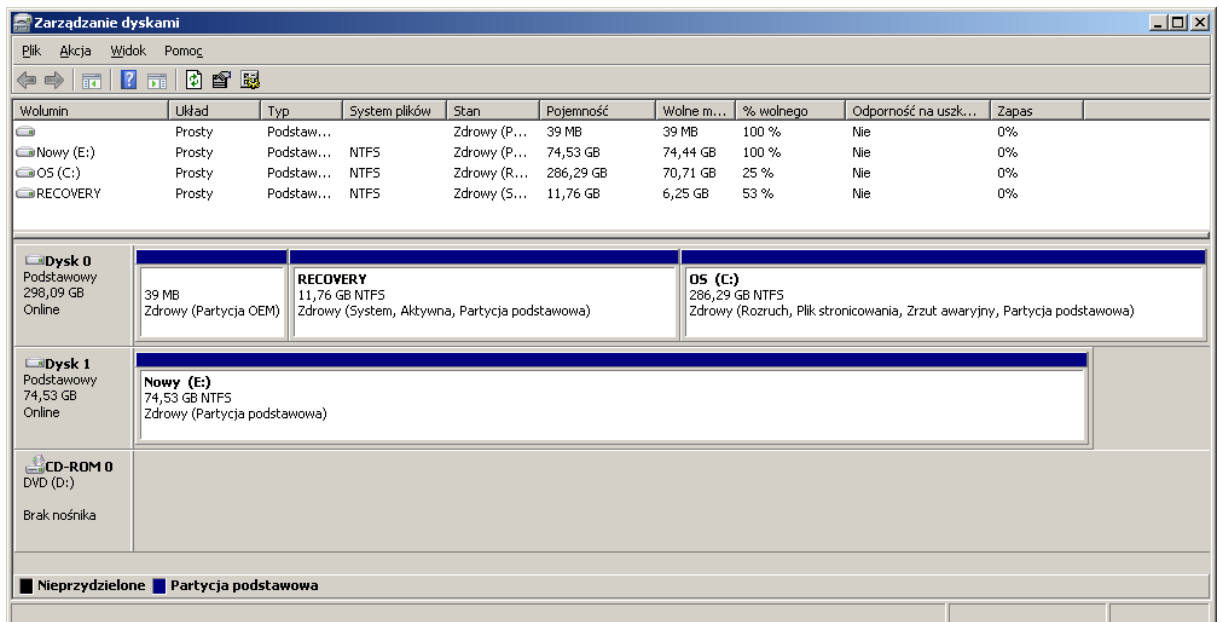 Zarządzanie dyskami
Plik Akcja Widok Pomoc
Wolumin Układ Typ System plików Stan Pojemność Wolne m... % wolnego Odporność na uszk... Zapas
Prosty Podstaw... Zdrowy (P... 39 MB 39 MB 100 % Nie 0%
Nowy (E:) Prosty Podstaw... NTFS Zdrowy (P... 74,53 GB 74,44 GB 100 % Nie 0%
OS (C:) Prosty Podstaw... NTFS Zdrowy (R... 286,29 GB 70,71 GB 25 % Nie 0%
RECOVERY Prosty Podstaw... NTFS Zdrowy (S... 11,76 GB 6,25 GB 53 % Nie 0%
Dysk 0
Podstawowy
298,09 GB
Online
39 MB
Zdrowy (Partycja OEM)
RECOVERY
11,76 GB NTFS
Zdrowy (System, Aktywna, Partycja podstawowa)
OS (C:)
286,29 GB NTFS
Zdrowy (Rozruch, Plik stronicowania, Zrzut awaryjny, Partycja podstawowa)
Dysk 1
Podstawowy
74,53 GB
Online
Nowy (E:)
74,53 GB NTFS
Zdrowy (Partycja podstawowa)
CD-ROM 0
DVD (D:)
Brak nośnika
Nieprzydzielone Partycja podstawowa